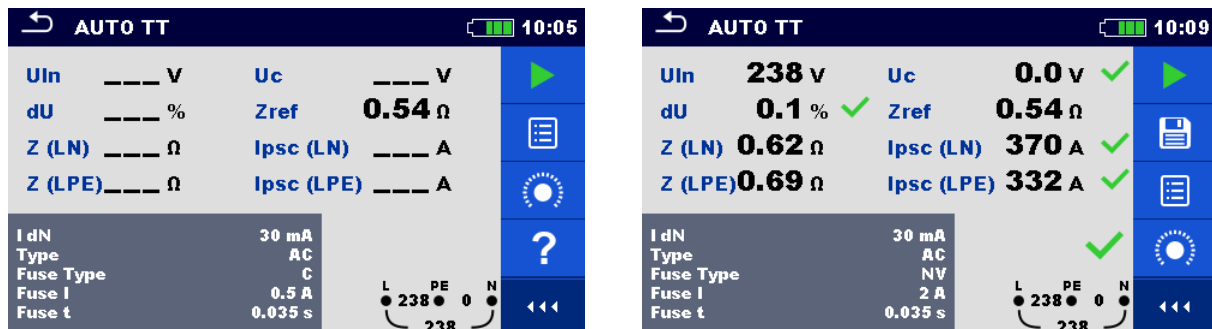 AUTO TT 10:05
Uln ___ V Uc ___ V
dU ___ % Zref 0.54 Ω
Z (LN) ___ Ω Ipsc (LN) ___ A
Z (LPE)___ Ω Ipsc (LPE) ___ A
I dN 30 mA
Type AC
Fuse Type C
Fuse I 0.5 A
Fuse t 0.035 s
?
L PE N
238 0
238
AUTO TT 10:09
Uln 238 V Uc 0.0 V
dU 0.1 % Zref 0.54 Ω
Z (LN) 0.62 Ω Ipsc (LN) 370 A
Z (LPE)0.69 Ω Ipsc (LPE) 332 A
I dN 30 mA
Type AC
Fuse Type NV
Fuse I 2 A
Fuse t 0.035 s
L PE N
238 0
238